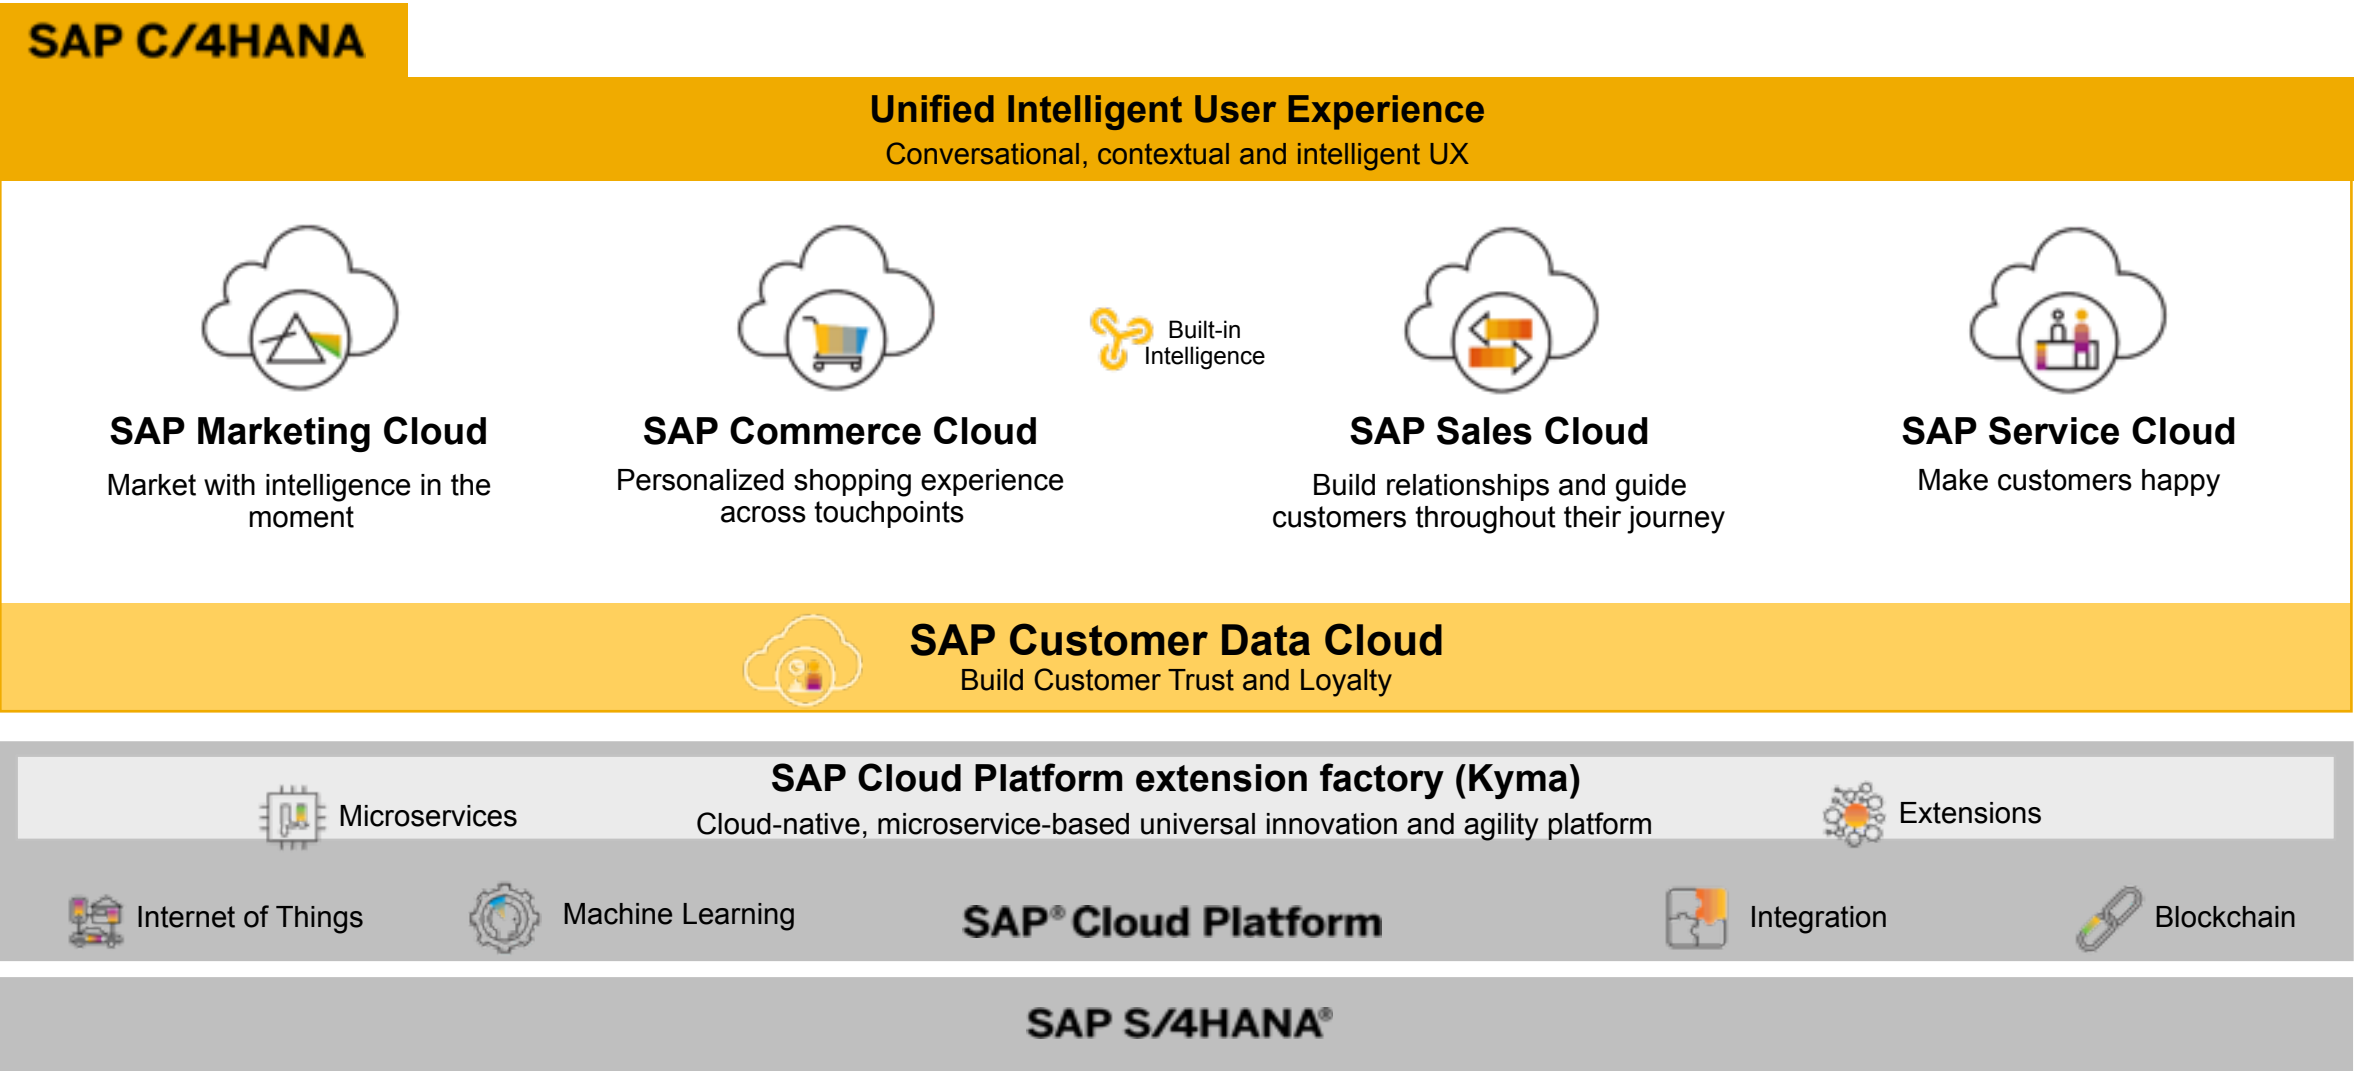 SAP C/4HANA
Unified Intelligent User Experience
Conversational, contextual and intelligent UX
SAP Marketing Cloud
Market with intelligence in the
moment
SAP Commerce Cloud
Personalized shopping experience
across touchpoints
Built-in
Intelligence
SAP Sales Cloud
Build relationships and guide
customers throughout their journey
SAP Service Cloud
Make customers happy
SAP Customer Data Cloud
Build Customer Trust and Loyalty
SAP Cloud Platform extension factory (Kyma)
Cloud-native, microservice-based universal innovation and agility platform
Microservices
Extensions
Internet of Things
Machine Learning
SAP® Cloud Platform
Integration
Blockchain
SAP S/4HANA®